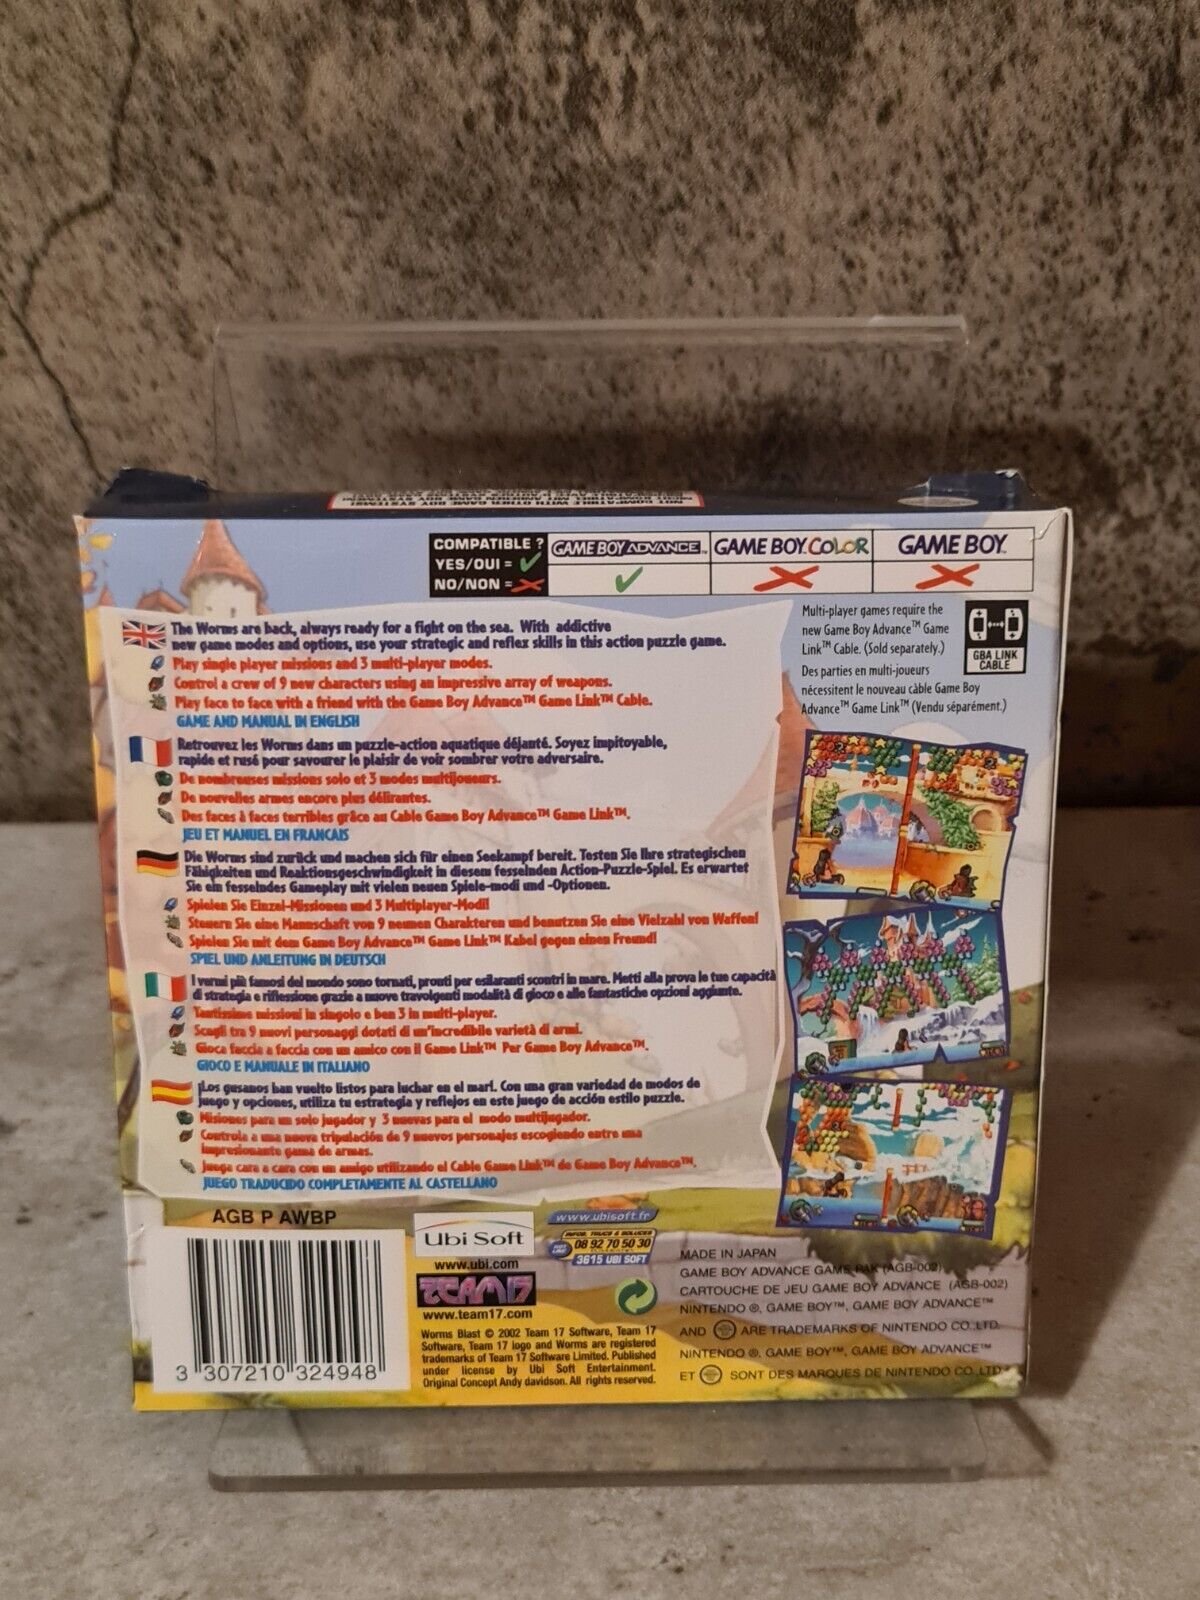 COMPATIBLE ?
YES/OUI =
NO/NON =
GAME BOY ADVANCE™
GAME BOY COLOR
GAME BOY™
Multi-player games require the
new Game Boy Advance™ Game
Link™ Cable. (Sold separately.)
Des parties en multi-joueurs
nécessitent le nouveau câble Game Boy
Advance™ Game Link™ (Vendu séparément.)
GBA LINK
CABLE
The Worms are back, always ready for a fight on the sea. With addictive
new game modes and options, use your strategic and reflex skills in this action puzzle game.
Play single player missions and 3 multi-player modes.
Control a crew of 9 new characters using an impressive array of weapons.
Play face to face with a friend with the Game Boy Advance™ Game Link™ Cable.
GAME AND MANUAL IN ENGLISH
Retrouvez les Worms dans un puzzle-action aquatique déjanté. Soyez impitoyable,
rapide et rusé pour savourer le plaisir de voir sombrer votre adversaire.
De nombreuses missions solo et 3 modes multijoueurs.
De nouvelles armes encore plus délirantes.
Des faces à faces terribles grâce au Cable Game Boy Advance™ Game Link™.
JEU ET MANUEL EN FRANCAIS
Die Worms sind zurück und machen sich für einen Seekampf bereit. Testen Sie Ihre strategischen
Fähigkeiten und Reaktionsgeschwindigkeit in diesem fesselnden Action-Puzzle-Spiel. Es erwartet
Sie ein fesselndes Gameplay mit vielen neuen Spiele-modi und -Optionen.
Spielen Sie Einzel-Missionen und 3 Multiplayer-Modi!
Steuern Sie eine Mannschaft von 9 neuen Charakteren und benutzen Sie eine Vielzahl von Waffen!
Spielen Sie mit dem Game Boy Advance™ Game Link™ Kabel gegen einen Freund!
SPIEL UND ANLEITUNG IN DEUTSCH
I vermi più famosi del mondo sono tornati, pronti per esilaranti scontri in mare. Metti alla prova le tue capacità
di strategia e riflessione grazie a nuove travolgenti modalità di gioco e alle fantastiche opzioni aggiunte.
Tantissime missioni in singolo e ben 3 in multi-player.
Scegli tra 9 nuovi personaggi dotati di un'incredibile varietà di armi.
Gioca faccia a faccia con un amico con il Game Link™ Per Game Boy Advance™.
GIOCO E MANUALE IN ITALIANO
¡Los gusanos han vuelto listos para luchar en el mar!. Con una gran variedad de modos de
juego y opciones, utiliza tu estrategia y reflejos en este juego de acción estilo puzzle.
Misiones para un solo jugador y 3 nuevas para el modo multijugador.
Controla a una nueva tripulación de 9 nuevos personajes escogiendo entre una
impresionante gama de armas.
Juega cara a cara con un amigo utilizando el Cable Game Link™ de Game Boy Advance™.
JUEGO TRADUCIDO COMPLETAMENTE AL CASTELLANO
AGB P AWBP
3 307210 324948
Ubi Soft
www.ubi.com
TEAM17
www.team17.com
www.ubisoft.fr
08 92 70 50 30
3615 UBI SOFT
Worms Blast © 2002 Team 17 Software, Team 17
Software, Team 17 logo and Worms are registered
trademarks of Team 17 Software Limited. Published
under license by Ubi Soft Entertainment.
Original Concept Andy davidson. All rights reserved.
MADE IN JAPAN
GAME BOY ADVANCE GAME PAK (AGB-002)
CARTOUCHE DE JEU GAME BOY ADVANCE (AGB-002)
NINTENDO ®, GAME BOY™, GAME BOY ADVANCE™
AND ARE TRADEMARKS OF NINTENDO CO.,LTD.
NINTENDO ®, GAME BOY™, GAME BOY ADVANCE™
ET SONT DES MARQUES DE NINTENDO CO.,LTD.